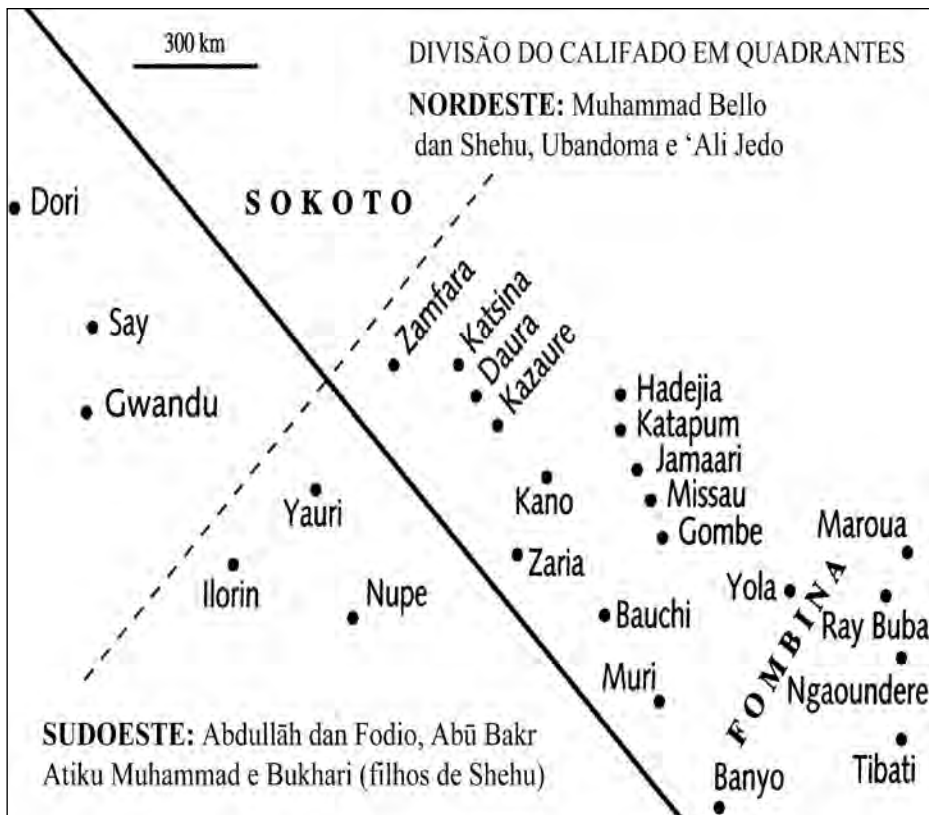 300 km
DIVISÃO DO CALIFADO EM QUADRANTES
NORDESTE: Muhammad Bello
dan Shehu, Ubandoma e ‘Ali Jedo
SOKOTO
Dori
Say
Gwandu
Zamfara
Katsina
Daura
Kazaure
Hadejia
Katapum
Jamaari
Missau
Gombe
Kano
Zaria
Yauri
Ilorin
Nupe
Bauchi
Muri
Maroua
Yola
Ray Buba
FOMBINA
Ngaoundere
Tibati
Banyo
SUDOESTE: Abdullāh dan Fodio, Abū Bakr
Atiku Muhammad e Bukhari (filhos de Shehu)